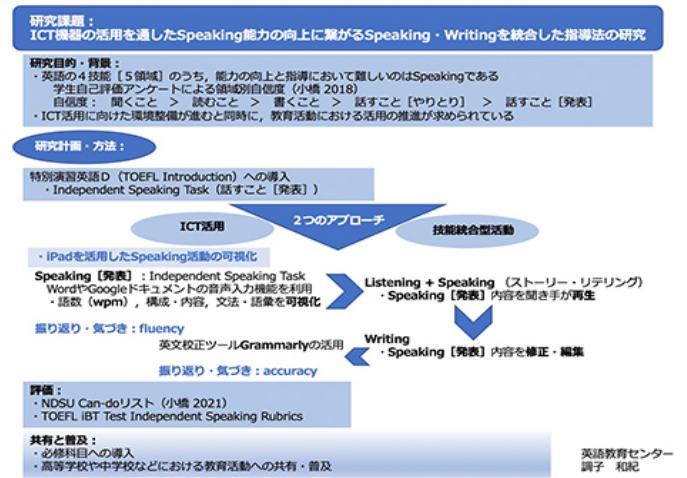 研究課題：
ICT機器の活用を通したSpeaking能力の向上に繋がるSpeaking・Writingを統合した指導法の研究
研究目的・背景：
・英語の４技能［５領域］のうち，能力の向上と指導において難しいのはSpeakingである
学生自己評価アンケートによる領域別自信度（小橋 2018）
自信度： 聞くこと ＞ 読むこと ＞ 書くこと ＞ 話すこと［やりとり］ ＞ 話すこと［発表］
・ICT活用に向けた環境整備が進むと同時に，教育活動における活用の推進が求められている
研究計画・方法：
特別演習英語Ｄ（TOEFL Introduction）への導入
・Independent Speaking Task（話すこと［発表］）
２つのアプローチ
ICT活用
技能統合型活動
・iPadを活用したSpeaking活動の可視化
Speaking［発表］：Independent Speaking Task
WordやGoogleドキュメントの音声入力機能を利用
・語数（wpm），構成・内容，文法・語彙を可視化
Listening + Speaking （ストーリー・リテリング）
・Speaking［発表］内容を聞き手が再生
振り返り・気づき：fluency
英文校正ツールGrammarlyの活用
Writing
・Speaking［発表］内容を修正・編集
振り返り・気づき：accuracy
評価：
・NDSU Can-doリスト（小橋 2021）
・TOEFL iBT Test Independent Speaking Rubrics
共有と普及：
・必修科目への導入
・高等学校や中学校などにおける教育活動への共有・普及
英語教育センター
調子 和紀